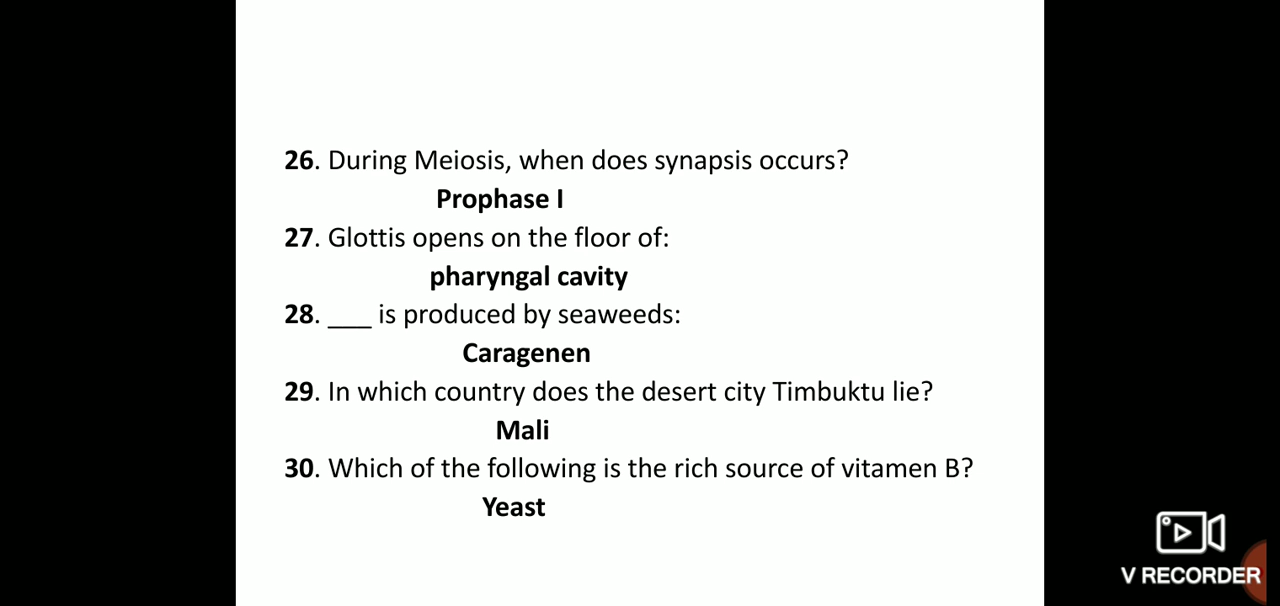 26. During Meiosis, when does synapsis occurs?
Prophase I
27. Glottis opens on the floor of:
pharyngal cavity
28. ___ is produced by seaweeds:
Caragenen
29. In which country does the desert city Timbuktu lie?
Mali
30. Which of the following is the rich source of vitamen B?
Yeast
V RECORDER